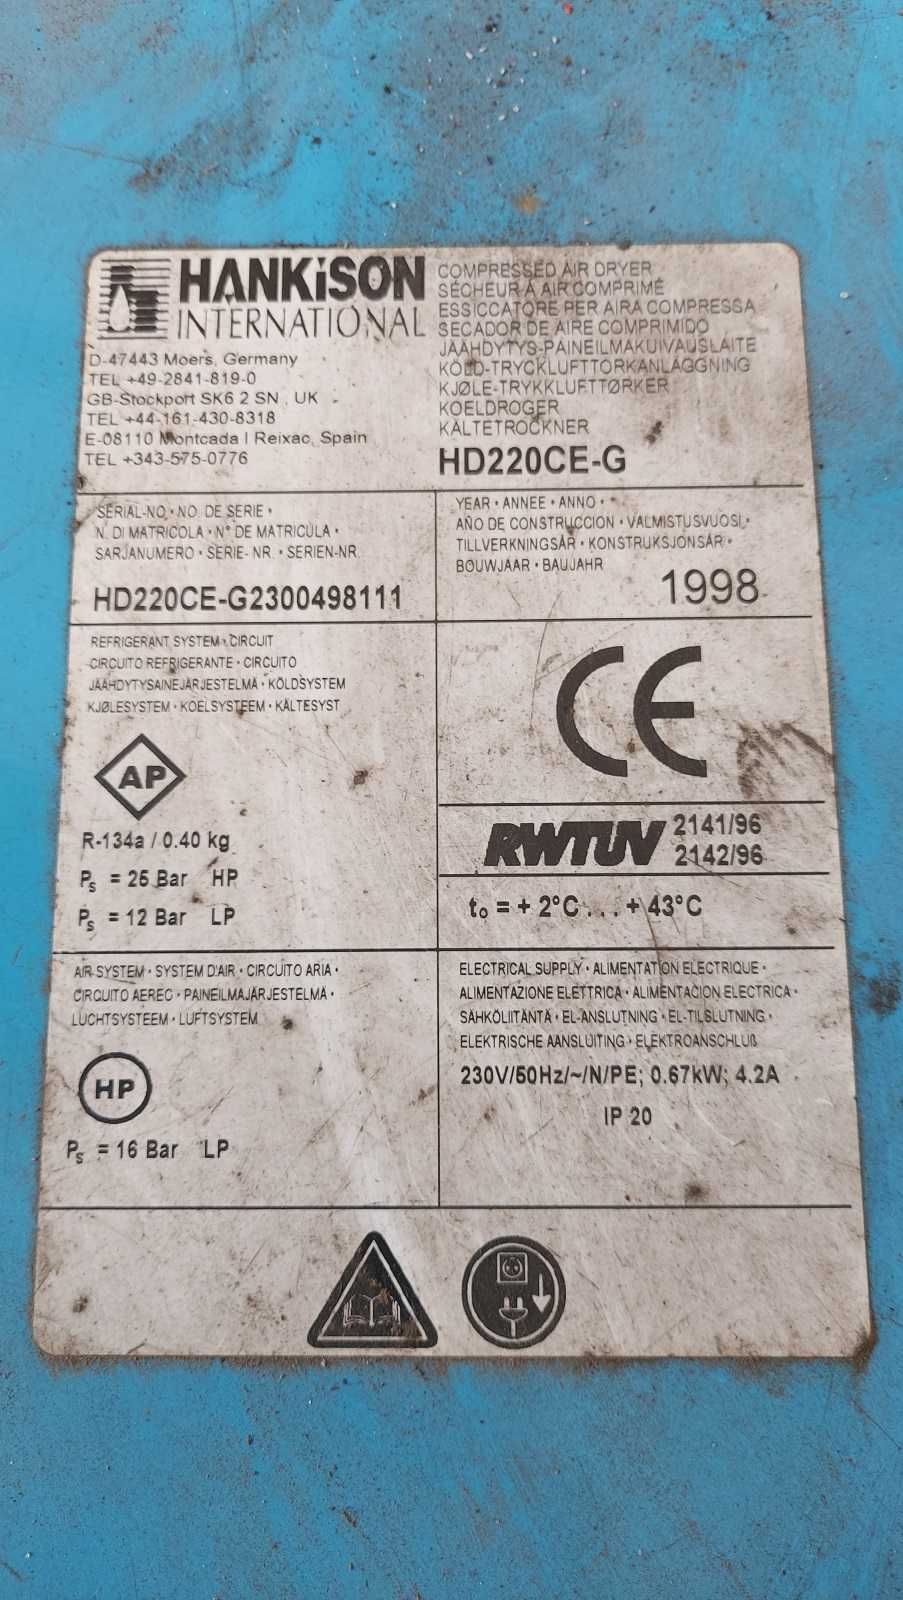 HANKiSON
INTERNATIONAL
D-47443 Moers, Germany
TEL +49-2841-819-0
GB-Stockport SK6 2 SN , UK
TEL +44-161-430-8318
E-08110 Montcada I Reixac, Spain
TEL +343-575-0776
COMPRESSED AIR DRYER
SÉCHEUR A AIR COMPRIMÉ
ESSICCATORE PER AIRA COMPRESSA
SECADOR DE AIRE COMPRIMIDO
JÄÄHDYTYS-PAINEILMAKUIVAUSLAITE
KÖLD-TRYCKLUFTTORKANLÄGGNING
KJØLE-TRYKKLUFTTØRKER
KOELDROGER
KÄLTETROCKNER
HD220CE-G
SERIAL-NO. · NO. DE SERIE ·
N. DI MATRICOLA · N° DE MATRICULA ·
SARJANUMERO · SERIE- NR. · SERIEN-NR.
HD220CE-G2300498111
YEAR · ANNEE · ANNO ·
AÑO DE CONSTRUCCION · VALMISTUSVUOSI ·
TILLVERKNINGSÅR · KONSTRUKSJONSÅR ·
BOUWJAAR · BAUJAHR
1998
REFRIGERANT SYSTEM · CIRCUIT
CIRCUITO REFRIGERANTE · CIRCUITO
JÄÄHDYTYSAINEJÄRJESTELMÄ · KÖLDSYSTEM
KJØLESYSTEM · KOELSYSTEEM · KÄLTESYST
AP
R-134a / 0.40 kg
Ps = 25 Bar HP
Ps = 12 Bar LP
CE
RWTÜV 2141/96
2142/96
to = + 2°C . . . + 43°C
AIR SYSTEM · SYSTEM D'AIR · CIRCUITO ARIA ·
CIRCUITO AEREC · PAINEILMAJÄRJESTELMÄ ·
LUCHTSYSTEEM · LUFTSYSTEM
HP
Ps = 16 Bar LP
ELECTRICAL SUPPLY · ALIMENTATION ELECTRIQUE ·
ALIMENTAZIONE ELETTRICA · ALIMENTACION ELECTRICA ·
SÄHKÖLIITÄNTÄ · EL-ANSLUTNING · EL-TILSLUTNING ·
ELEKTRISCHE AANSLUITING · ELEKTROANSCHLUß
230V/50Hz/~/N/PE; 0.67kW; 4.2A
IP 20